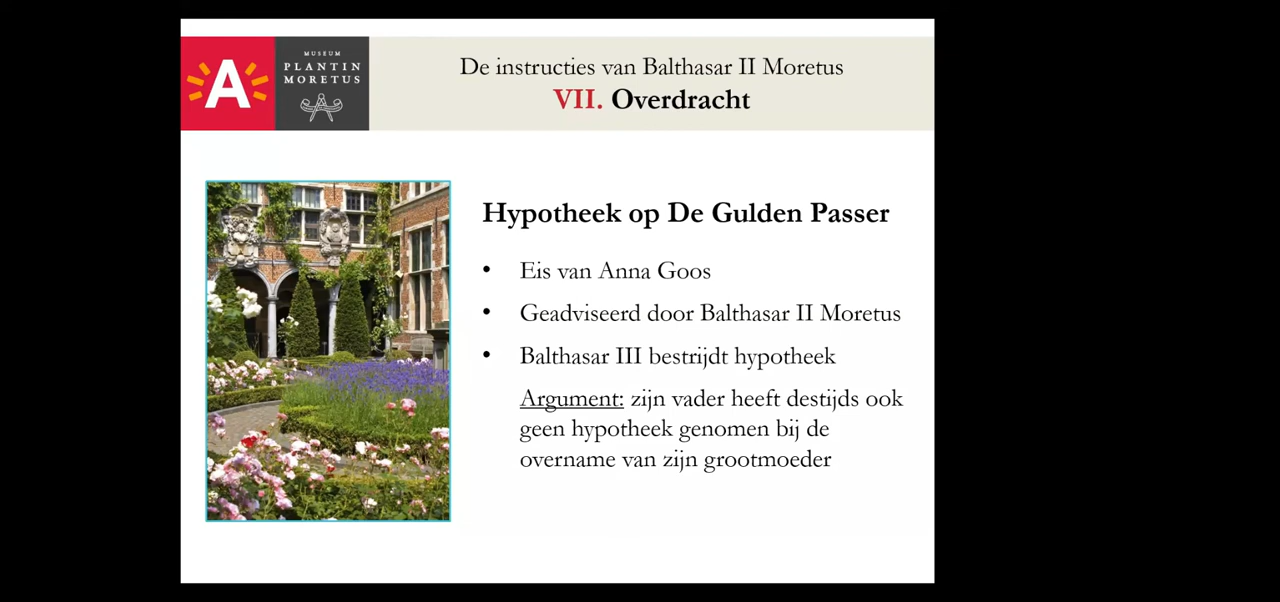 A
MUSEUM
PLANTIN
MORETUS
De instructies van Balthasar II Moretus
VII. Overdracht
Hypotheek op De Gulden Passer
• Eis van Anna Goos
• Geadviseerd door Balthasar II Moretus
• Balthasar III bestrijdt hypotheek
Argument: zijn vader heeft destijds ook
geen hypotheek genomen bij de
overname van zijn grootmoeder